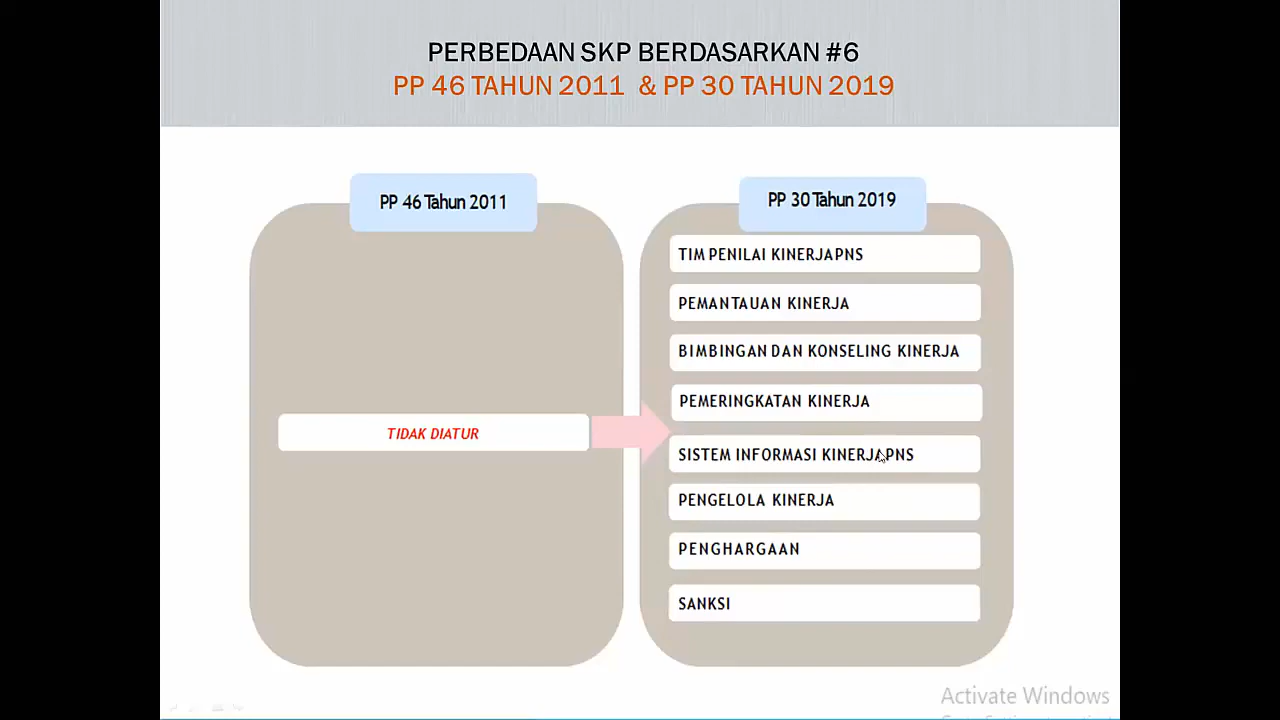 PERBEDAAN SKP BERDASARKAN #6
PP 46 TAHUN 2011 & PP 30 TAHUN 2019
PP 46 Tahun 2011
TIDAK DIATUR
PP 30 Tahun 2019
TIM PENILAI KINERJA PNS
PEMANTAUAN KINERJA
BIMBINGAN DAN KONSELING KINERJA
PEMERINGKATAN KINERJA
SISTEM INFORMASI KINERJA PNS
PENGELOLA KINERJA
PENGHARGAAN
SANKSI
Activate Windows